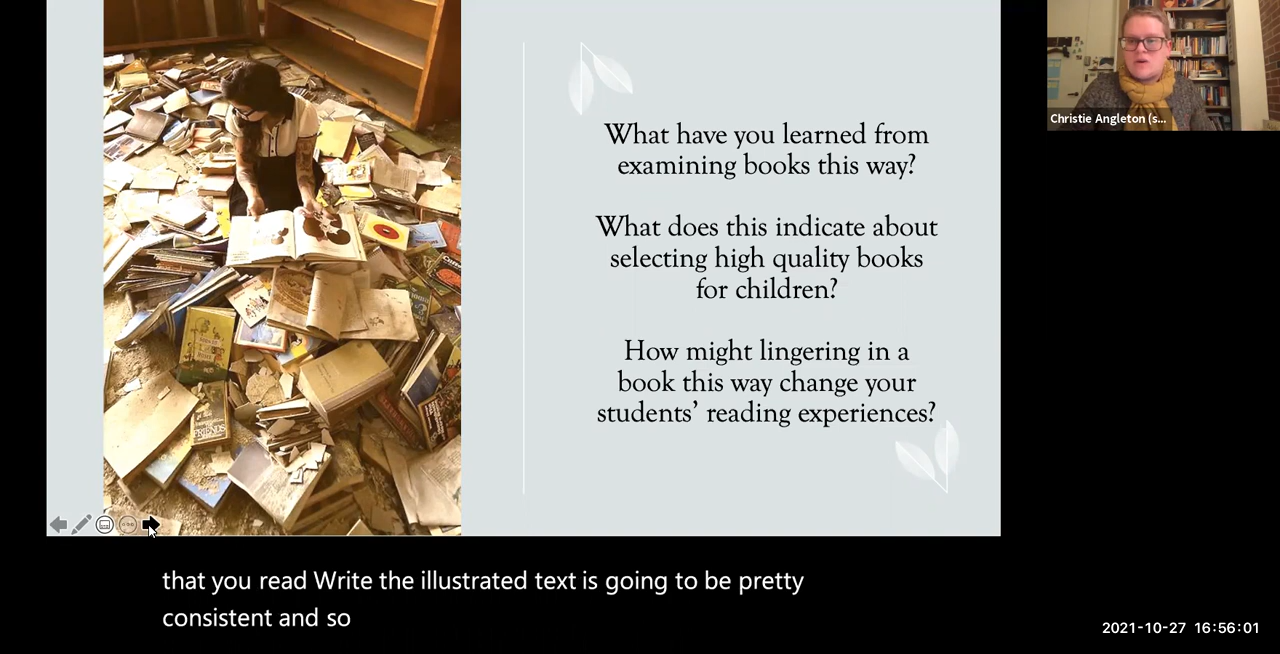 What have you learned from
examining books this way?
What does this indicate about
selecting high quality books
for children?
How might lingering in a
book this way change your
students' reading experiences?
Christie Angleton (s...
FRIENDS
that you read Write the illustrated text is going to be pretty
consistent and so
2021-10-27 16:56:01